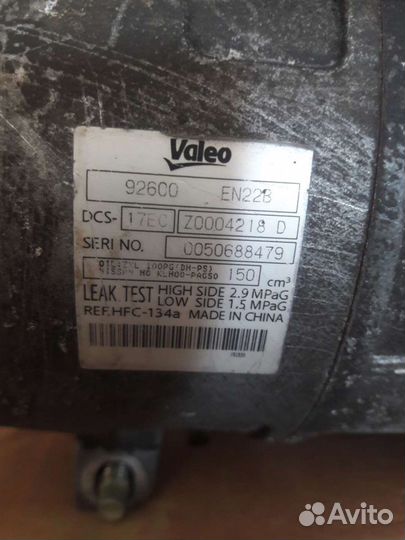 Valeo
92600 EN22B
DCS- 17EC Z0004218 D
SERI NO. 0050688479
150 cm³
LEAK TEST HIGH SIDE 2.9 MPaG
LOW SIDE 1.5 MPaG
REF.HFC-134a MADE IN CHINA
Avito